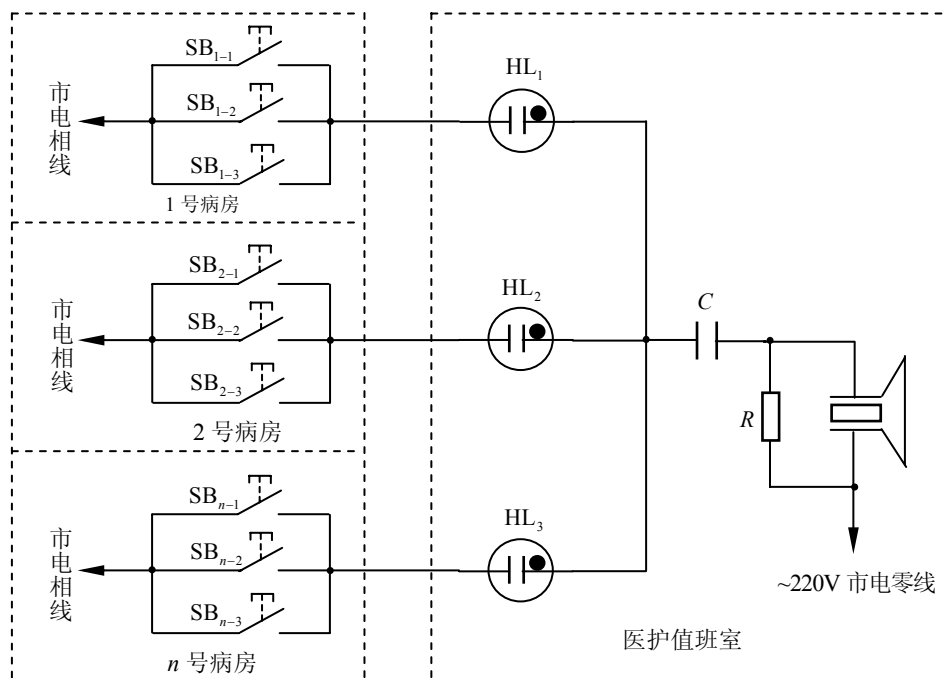 市电相线
SB1-1
SB1-2
SB1-3
1 号病房
HL1
市电相线
SB2-1
SB2-2
SB2-3
2 号病房
HL2
C
R
市电相线
SBn-1
SBn-2
SBn-3
n 号病房
HL3
~220V 市电零线
医护值班室